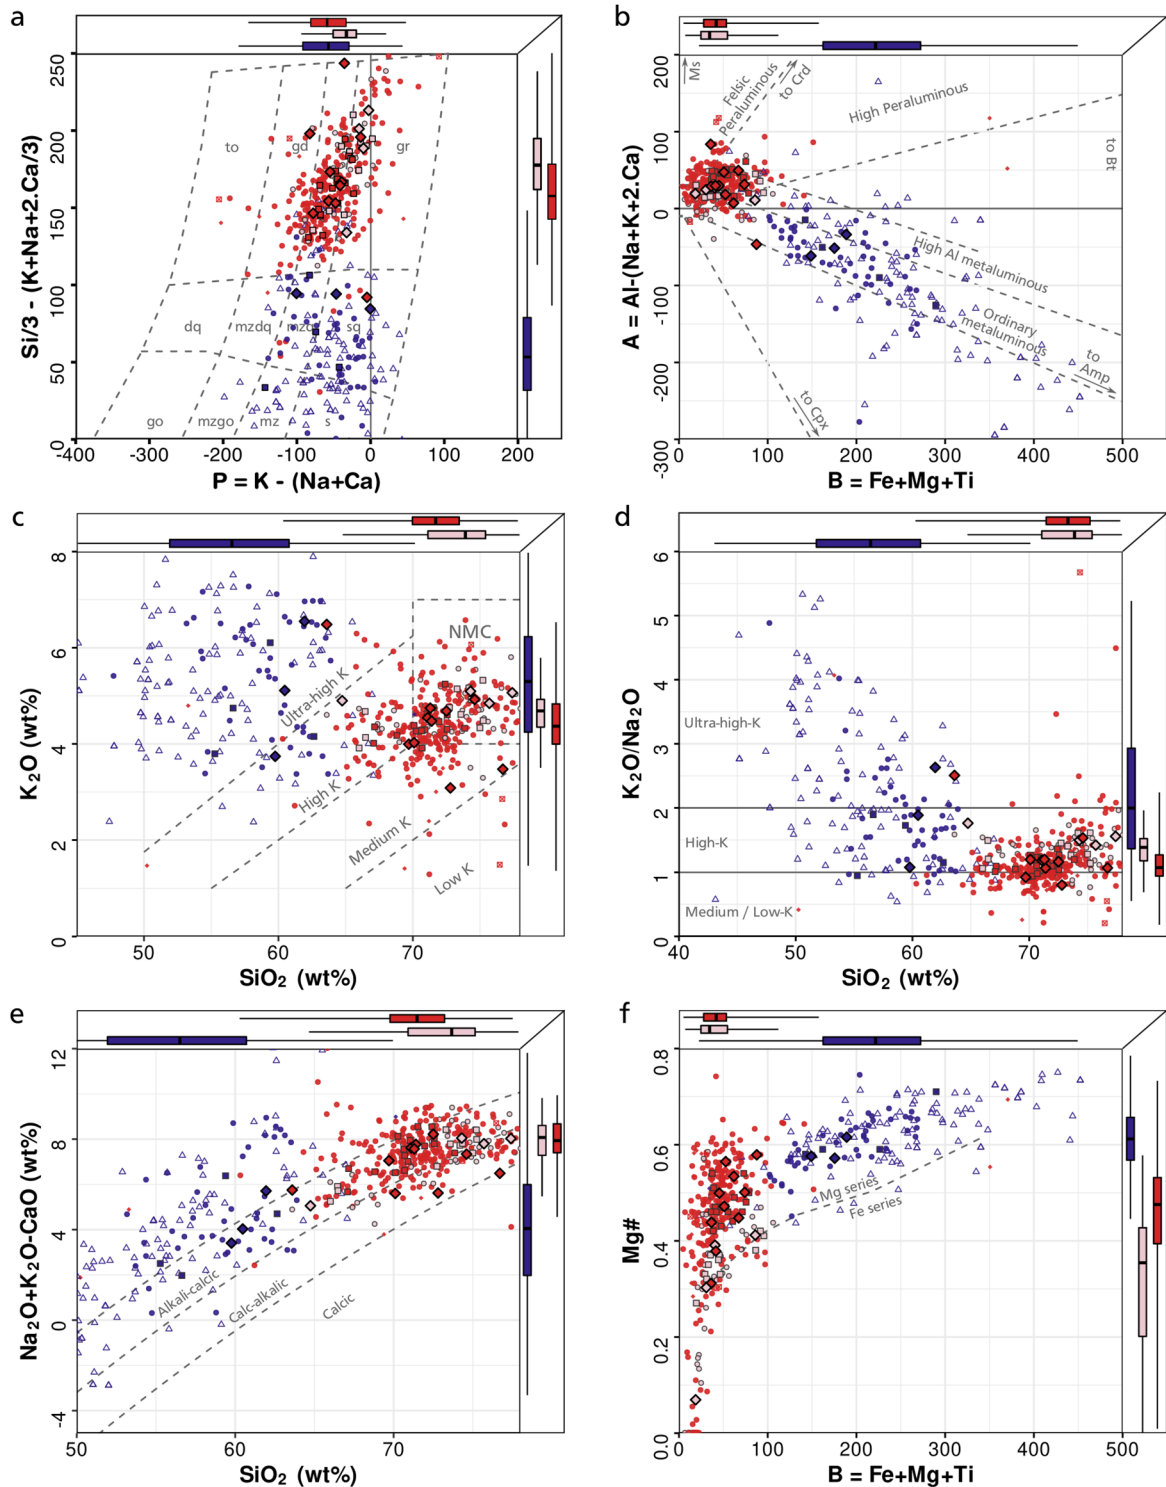 a
250
200
150
100
50
0
Si/3 - (K+Na+2.Ca/3)
to
gd
gr
dq
mzdq
mzq
sq
go
mzgo
mz
s
-400
-300
-200
-100
0
100
200
P = K - (Na+Ca)
b
200
100
0
-100
-200
-300
A = Al-(Na+K+2.Ca)
Ms
Felsic
Peraluminous
to Crd
High Peraluminous
to Bt
High Al metaluminous
Ordinary
metaluminous
to
Amp
to Cpx
0
100
200
300
400
500
B = Fe+Mg+Ti
c
8
6
4
2
0
K2O (wt%)
NMC
Ultra-high K
High K
Medium K
Low K
50
60
70
SiO2 (wt%)
d
6
5
4
3
2
1
0
K2O/Na2O
Ultra-high-K
High-K
Medium / Low-K
40
50
60
70
SiO2 (wt%)
e
12
8
4
0
-4
Na2O+K2O-CaO (wt%)
Alkali-calcic
Calc-alkalic
Calcic
50
60
70
SiO2 (wt%)
f
0.8
0.6
0.4
0.2
0.0
Mg#
Mg series
Fe series
0
100
200
300
400
500
B = Fe+Mg+Ti